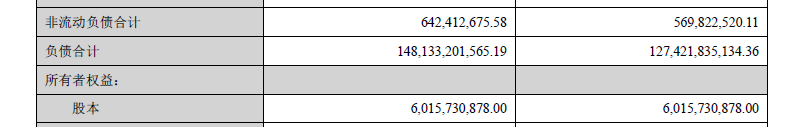 非流动负债合计 642,412,675.58 569,822,520.11
负债合计 148,133,201,565.19 127,421,835,134.36
所有者权益：
股本 6,015,730,878.00 6,015,730,878.00